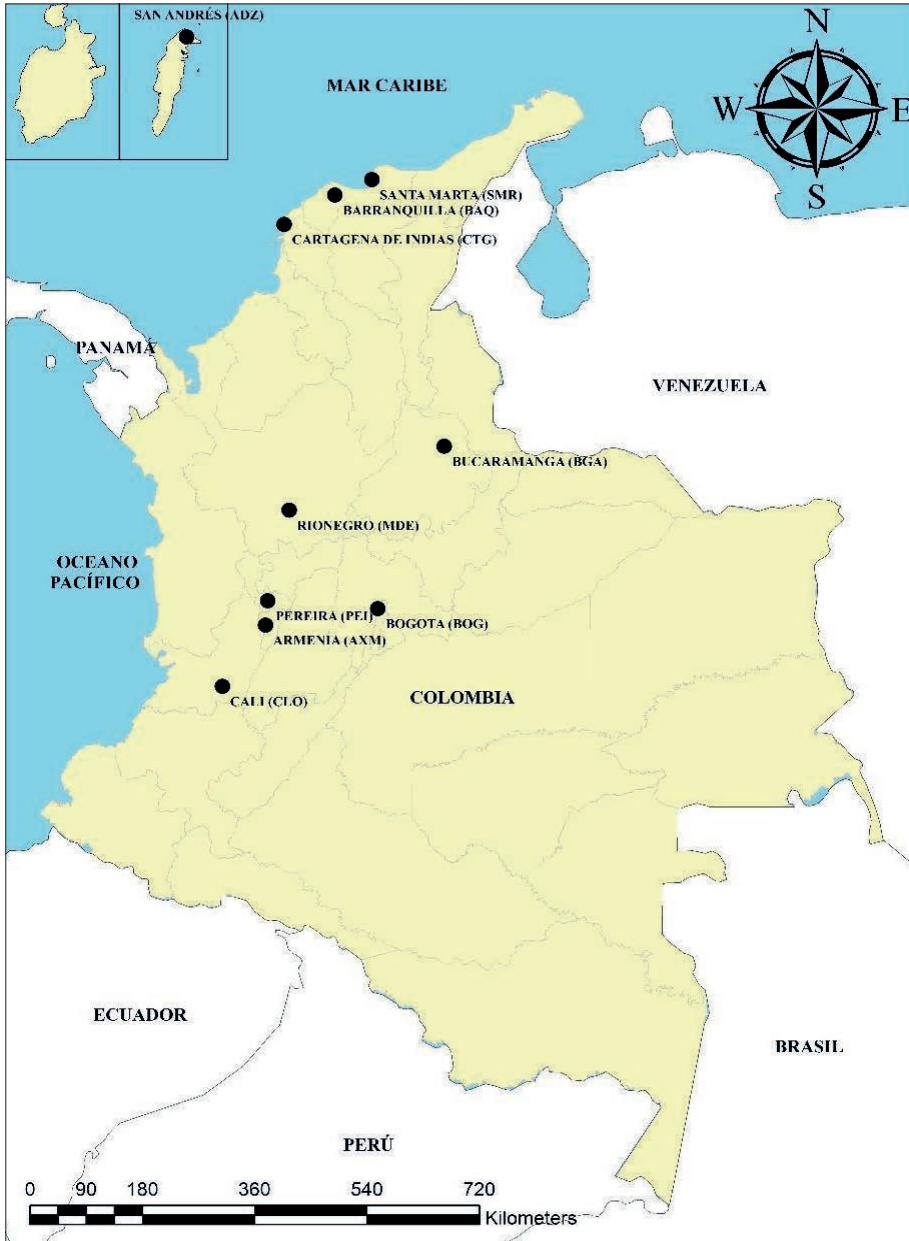 SAN ANDRÉS (ADZ)
MAR CARIBE
N
W
E
S
SANTA MARTA (SMR)
BARRANQUILLA (BAQ)
CARTAGENA DE INDIAS (CTG)
PANAMÁ
VENEZUELA
BUCARAMANGA (BGA)
RIONEGRO (MDE)
OCEANO
PACÍFICO
PEREIRA (PEI)
BOGOTA (BOG)
ARMENIA (AXM)
CALI (CLO)
COLOMBIA
ECUADOR
BRASIL
PERÚ
0 90 180 360 540 720
Kilometers